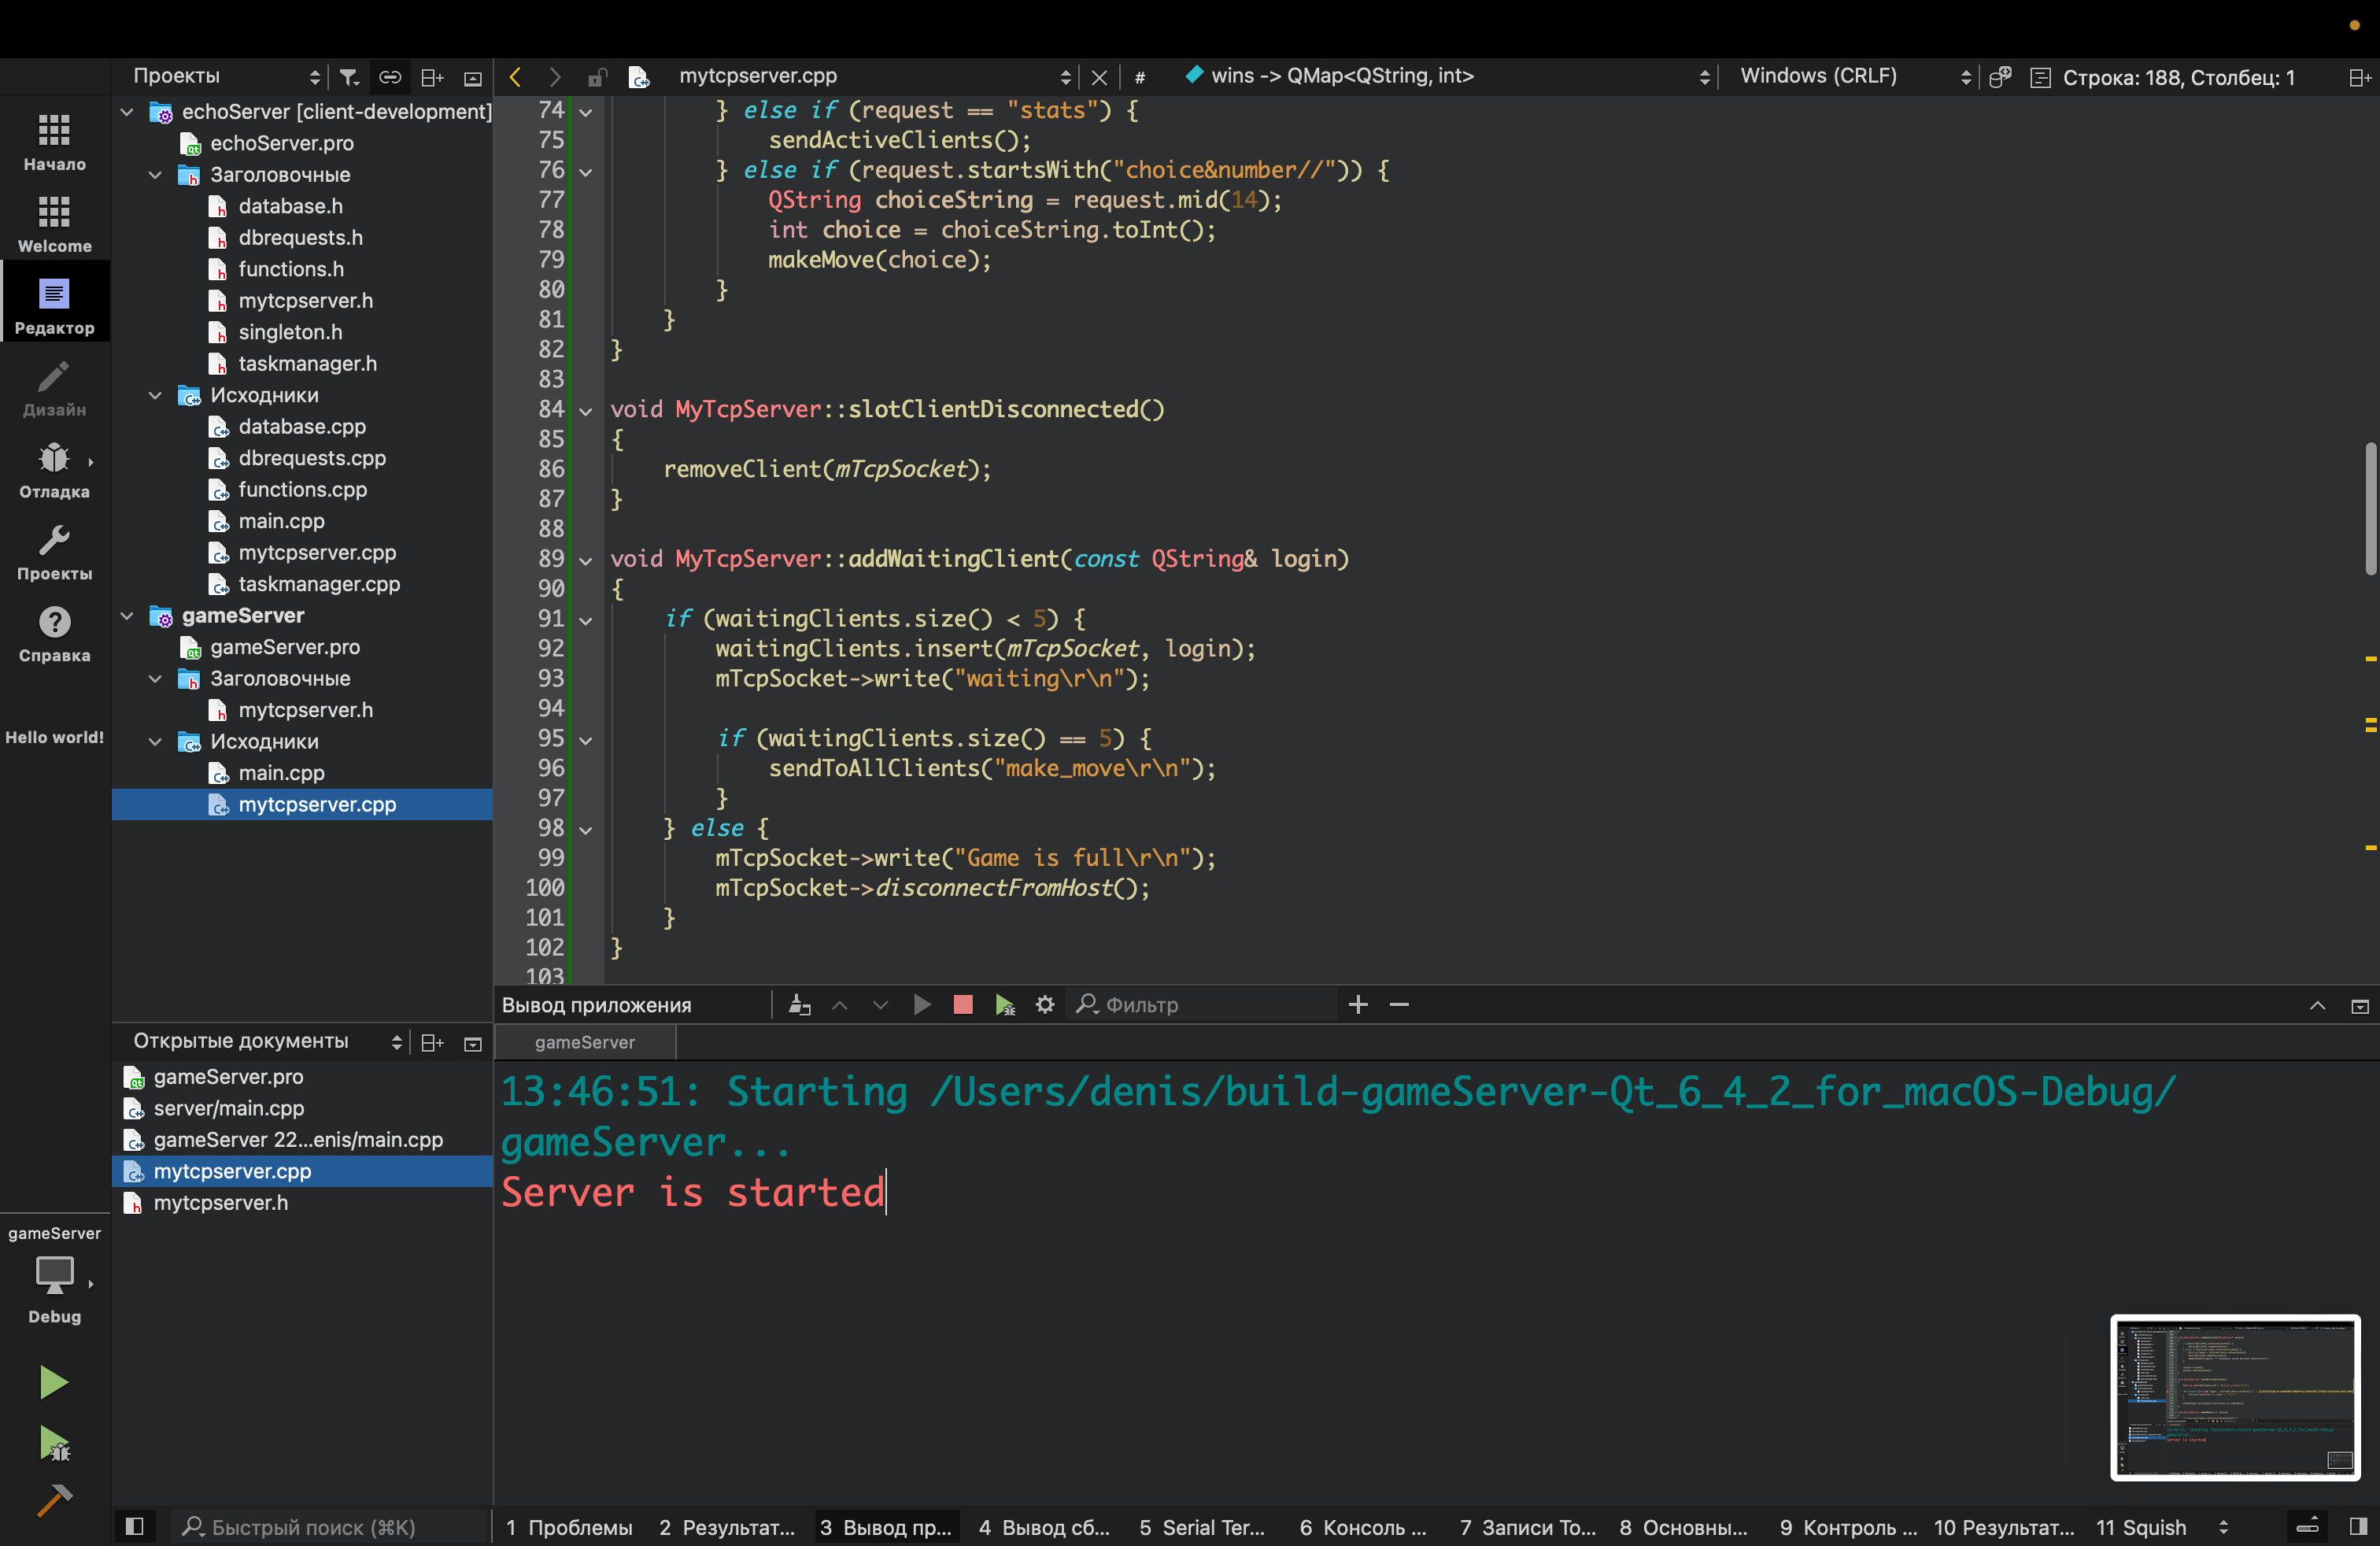 Проекты
mytcpserver.cpp
#
wins -> QMap<QString, int>
Windows (CRLF)
Строка: 188, Столбец: 1
Начало
Welcome
Редактор
Дизайн
Отладка
Проекты
Справка
Hello world!
echoServer [client-development]
echoServer.pro
Заголовочные
database.h
dbrequests.h
functions.h
mytcpserver.h
singleton.h
taskmanager.h
Исходники
database.cpp
dbrequests.cpp
functions.cpp
main.cpp
mytcpserver.cpp
taskmanager.cpp
gameServer
gameServer.pro
Заголовочные
mytcpserver.h
Исходники
main.cpp
mytcpserver.cpp
74 } else if (request == "stats") {
75 sendActiveClients();
76 } else if (request.startsWith("choice&number//")) {
77 QString choiceString = request.mid(14);
78 int choice = choiceString.toInt();
79 makeMove(choice);
80 }
81 }
82 }
83
84 void MyTcpServer::slotClientDisconnected()
85 {
86 removeClient(mTcpSocket);
87 }
88
89 void MyTcpServer::addWaitingClient(const QString& login)
90 {
91 if (waitingClients.size() < 5) {
92 waitingClients.insert(mTcpSocket, login);
93 mTcpSocket->write("waiting\r\n");
94
95 if (waitingClients.size() == 5) {
96 sendToAllClients("make_move\r\n");
97 }
98 } else {
99 mTcpSocket->write("Game is full\r\n");
100 mTcpSocket->disconnectFromHost();
101 }
102 }
103
Открытые документы
gameServer.pro
server/main.cpp
gameServer 22...enis/main.cpp
mytcpserver.cpp
mytcpserver.h
Вывод приложения
Фильтр
gameServer
13:46:51: Starting /Users/denis/build-gameServer-Qt_6_4_2_for_macOS-Debug/
gameServer...
Server is started
gameServer
Debug
Быстрый поиск (⌘K)
1 Проблемы
2 Результат...
3 Вывод пр...
4 Вывод сб...
5 Serial Ter...
6 Консоль ...
7 Записи To...
8 Основны...
9 Контроль ...
10 Результат...
11 Squish